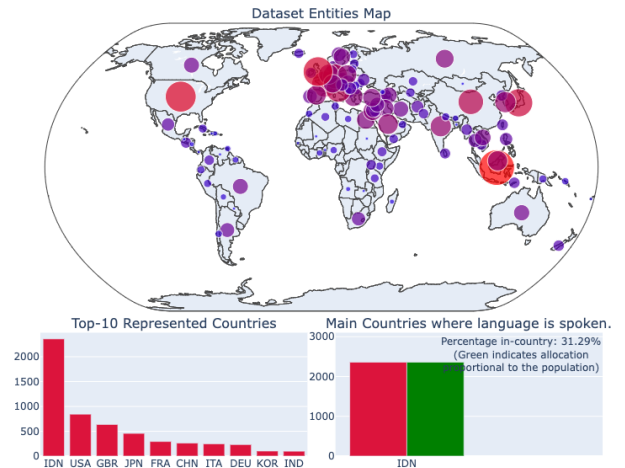 Dataset Entities Map
Top-10 Represented Countries
2000
1500
1000
500
0
IDN USA GBR JPN FRA CHN ITA DEU KOR IND
Main Countries where language is spoken.
Percentage in-country: 31.29%
(Green indicates allocation
proportional to the population)
3000
2000
1000
0
IDN